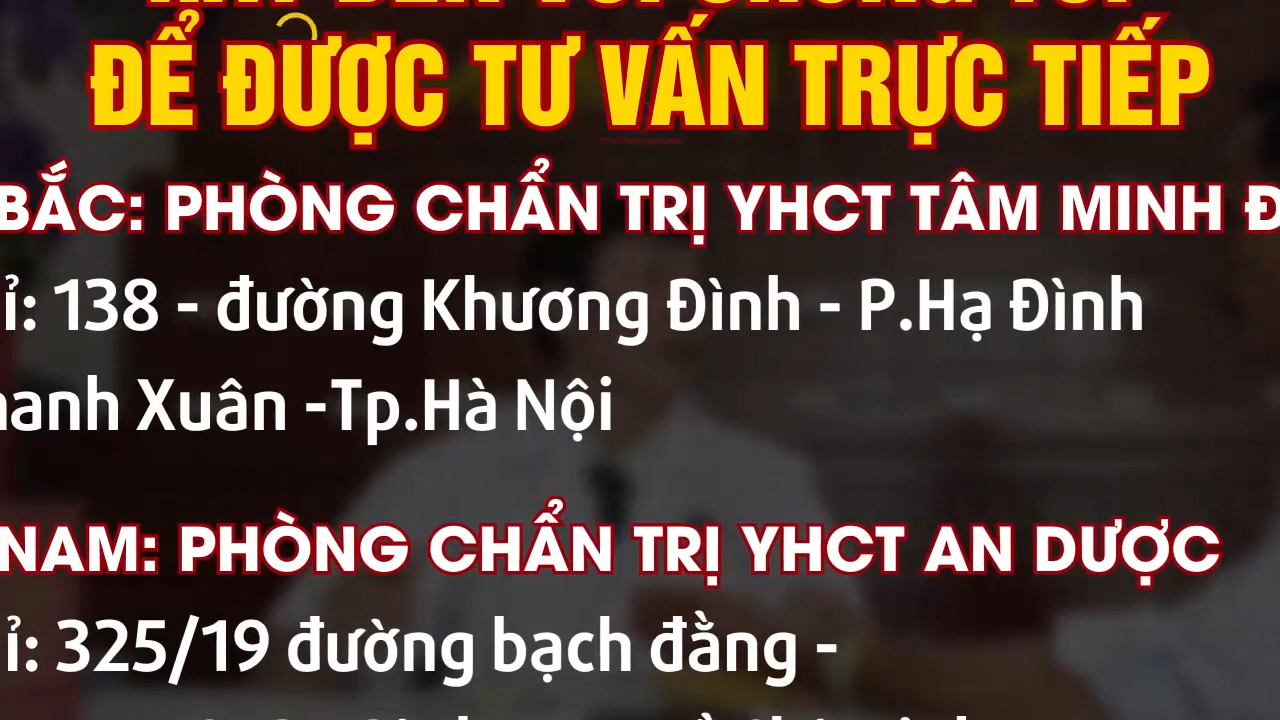 ĐỂ ĐƯỢC TƯ VẤN TRỰC TIẾP
BẮC: PHÒNG CHẨN TRỊ YHCT TÂM MINH
ỉ: 138 - đường Khương Đình - P.Hạ Đình
hanh Xuân -Tp.Hà Nội
NAM: PHÒNG CHẨN TRỊ YHCT AN DƯỢC
ỉ: 325/19 đường bạch đằng -